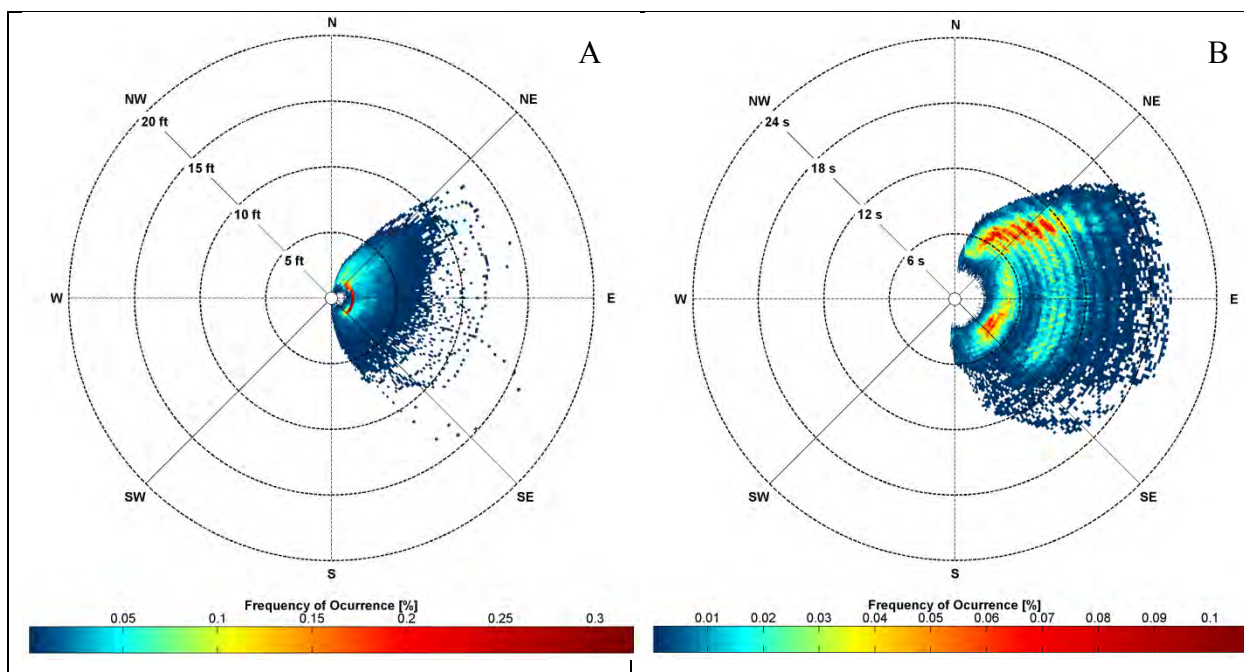 A
N
NE
E
SE
S
SW
W
NW
20 ft
15 ft
10 ft
5 ft
Frequency of Ocurrence [%]
0.05 0.1 0.15 0.2 0.25 0.3
B
N
NE
E
SE
S
SW
W
NW
24 s
18 s
12 s
6 s
Frequency of Ocurrence [%]
0.01 0.02 0.03 0.04 0.05 0.06 0.07 0.08 0.09 0.1